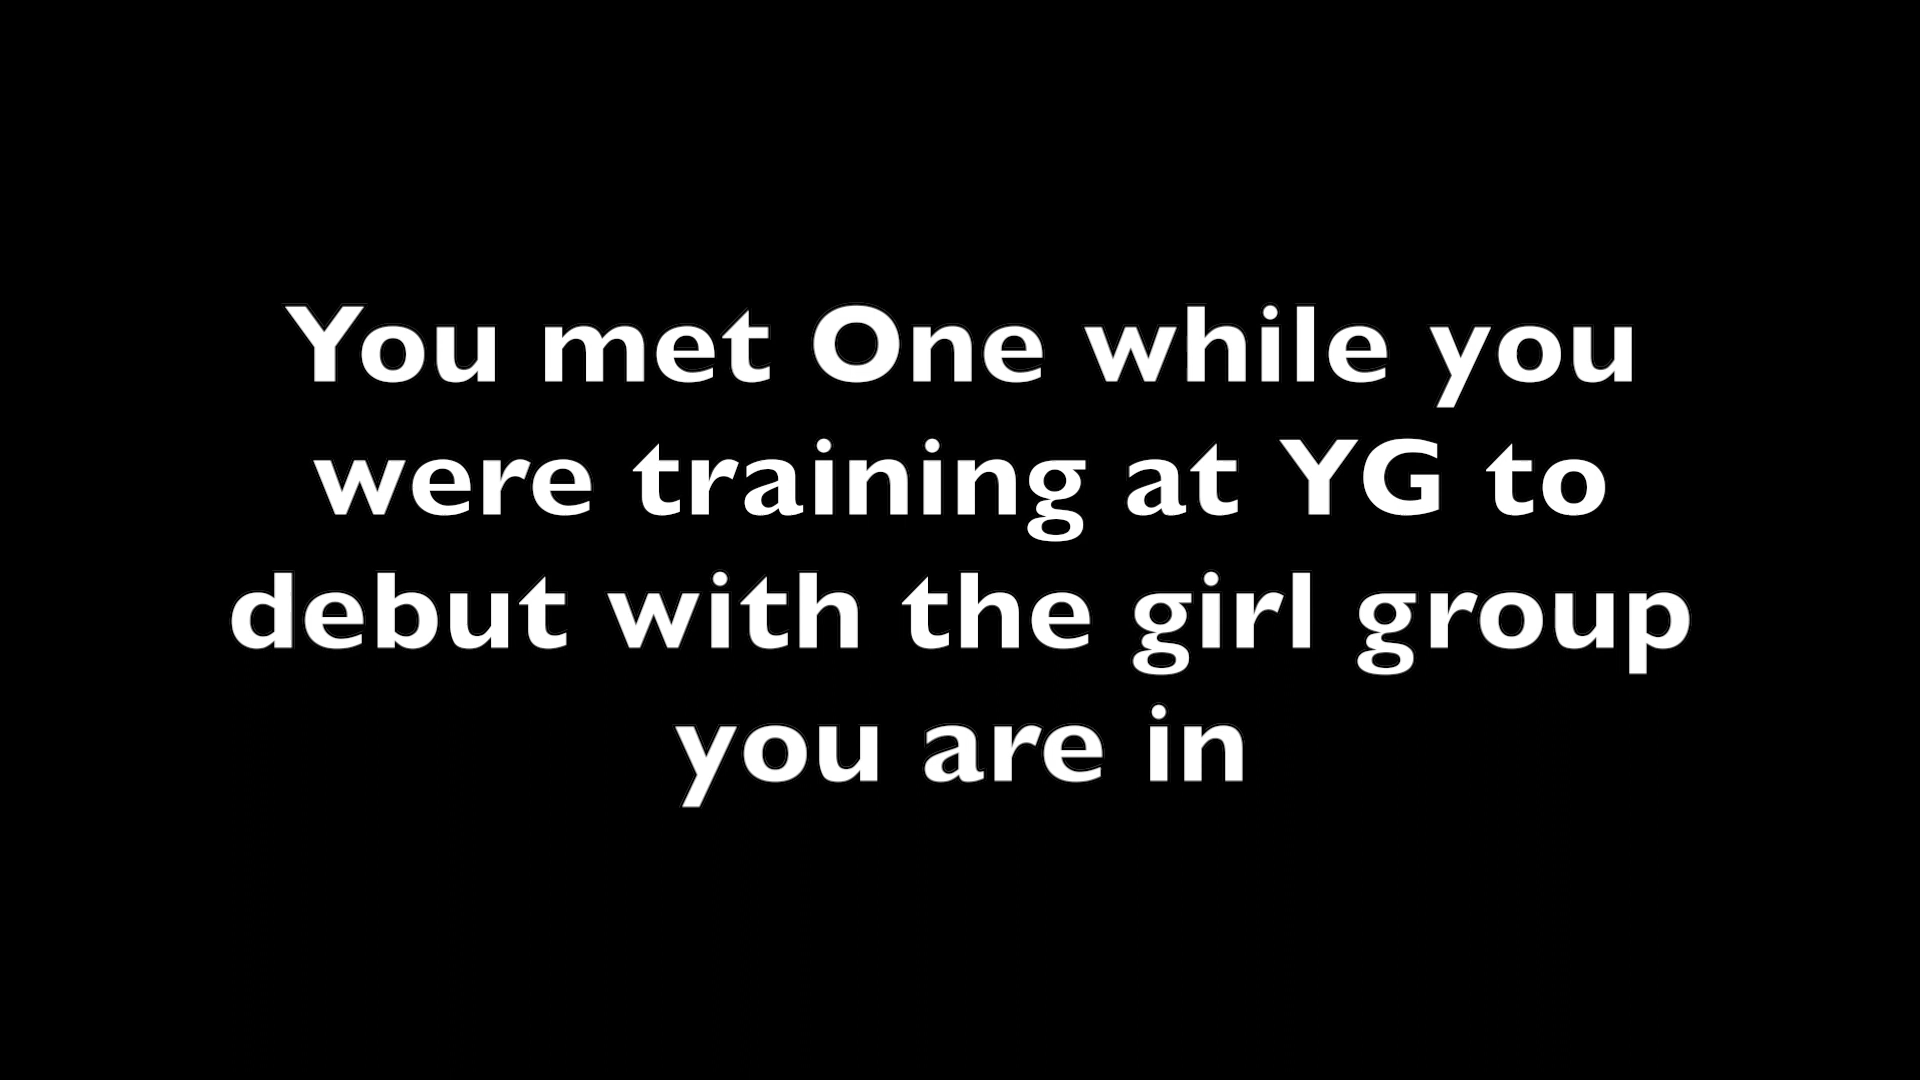 You met One while you
were training at YG to
debut with the girl group
you are in